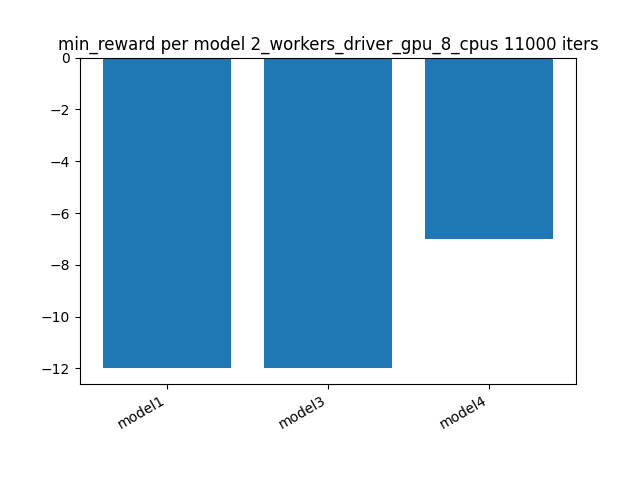 min_reward per model 2_workers_driver_gpu_8_cpus 11000 iters
0
−2
−4
−6
−8
−10
−12
model1
model3
model4